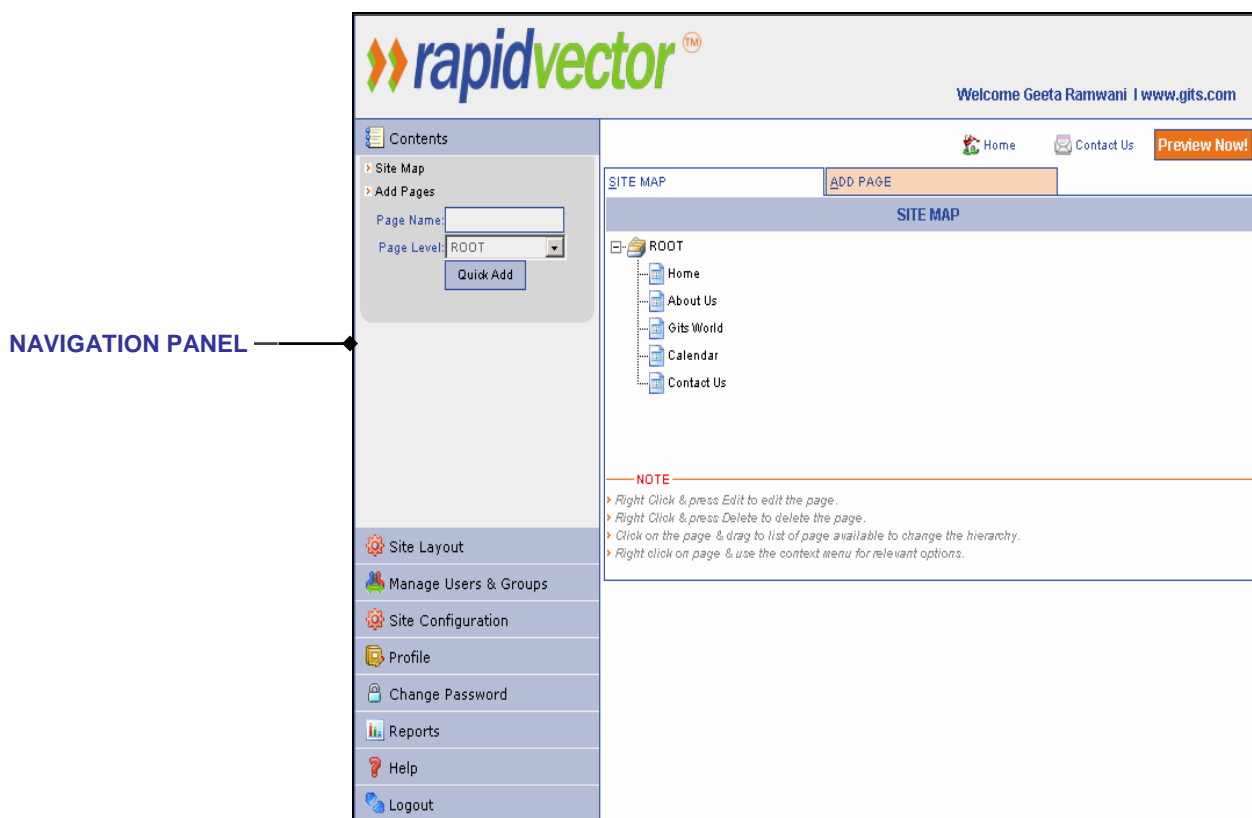 rapidvector™
Welcome Geeta Ramwani | www.gits.com
Contents
Site Map
Add Pages
Page Name:
Page Level: ROOT
Quick Add
NAVIGATION PANEL
Site Layout
Manage Users & Groups
Site Configuration
Profile
Change Password
Reports
Help
Logout
Home
Contact Us
Preview Now!
SITE MAP
ADD PAGE
SITE MAP
ROOT
Home
About Us
Gits World
Calendar
Contact Us
NOTE
Right Click & press Edit to edit the page.
Right Click & press Delete to delete the page.
Click on the page & drag to list of page available to change the hierarchy.
Right click on page & use the context menu for relevant options.